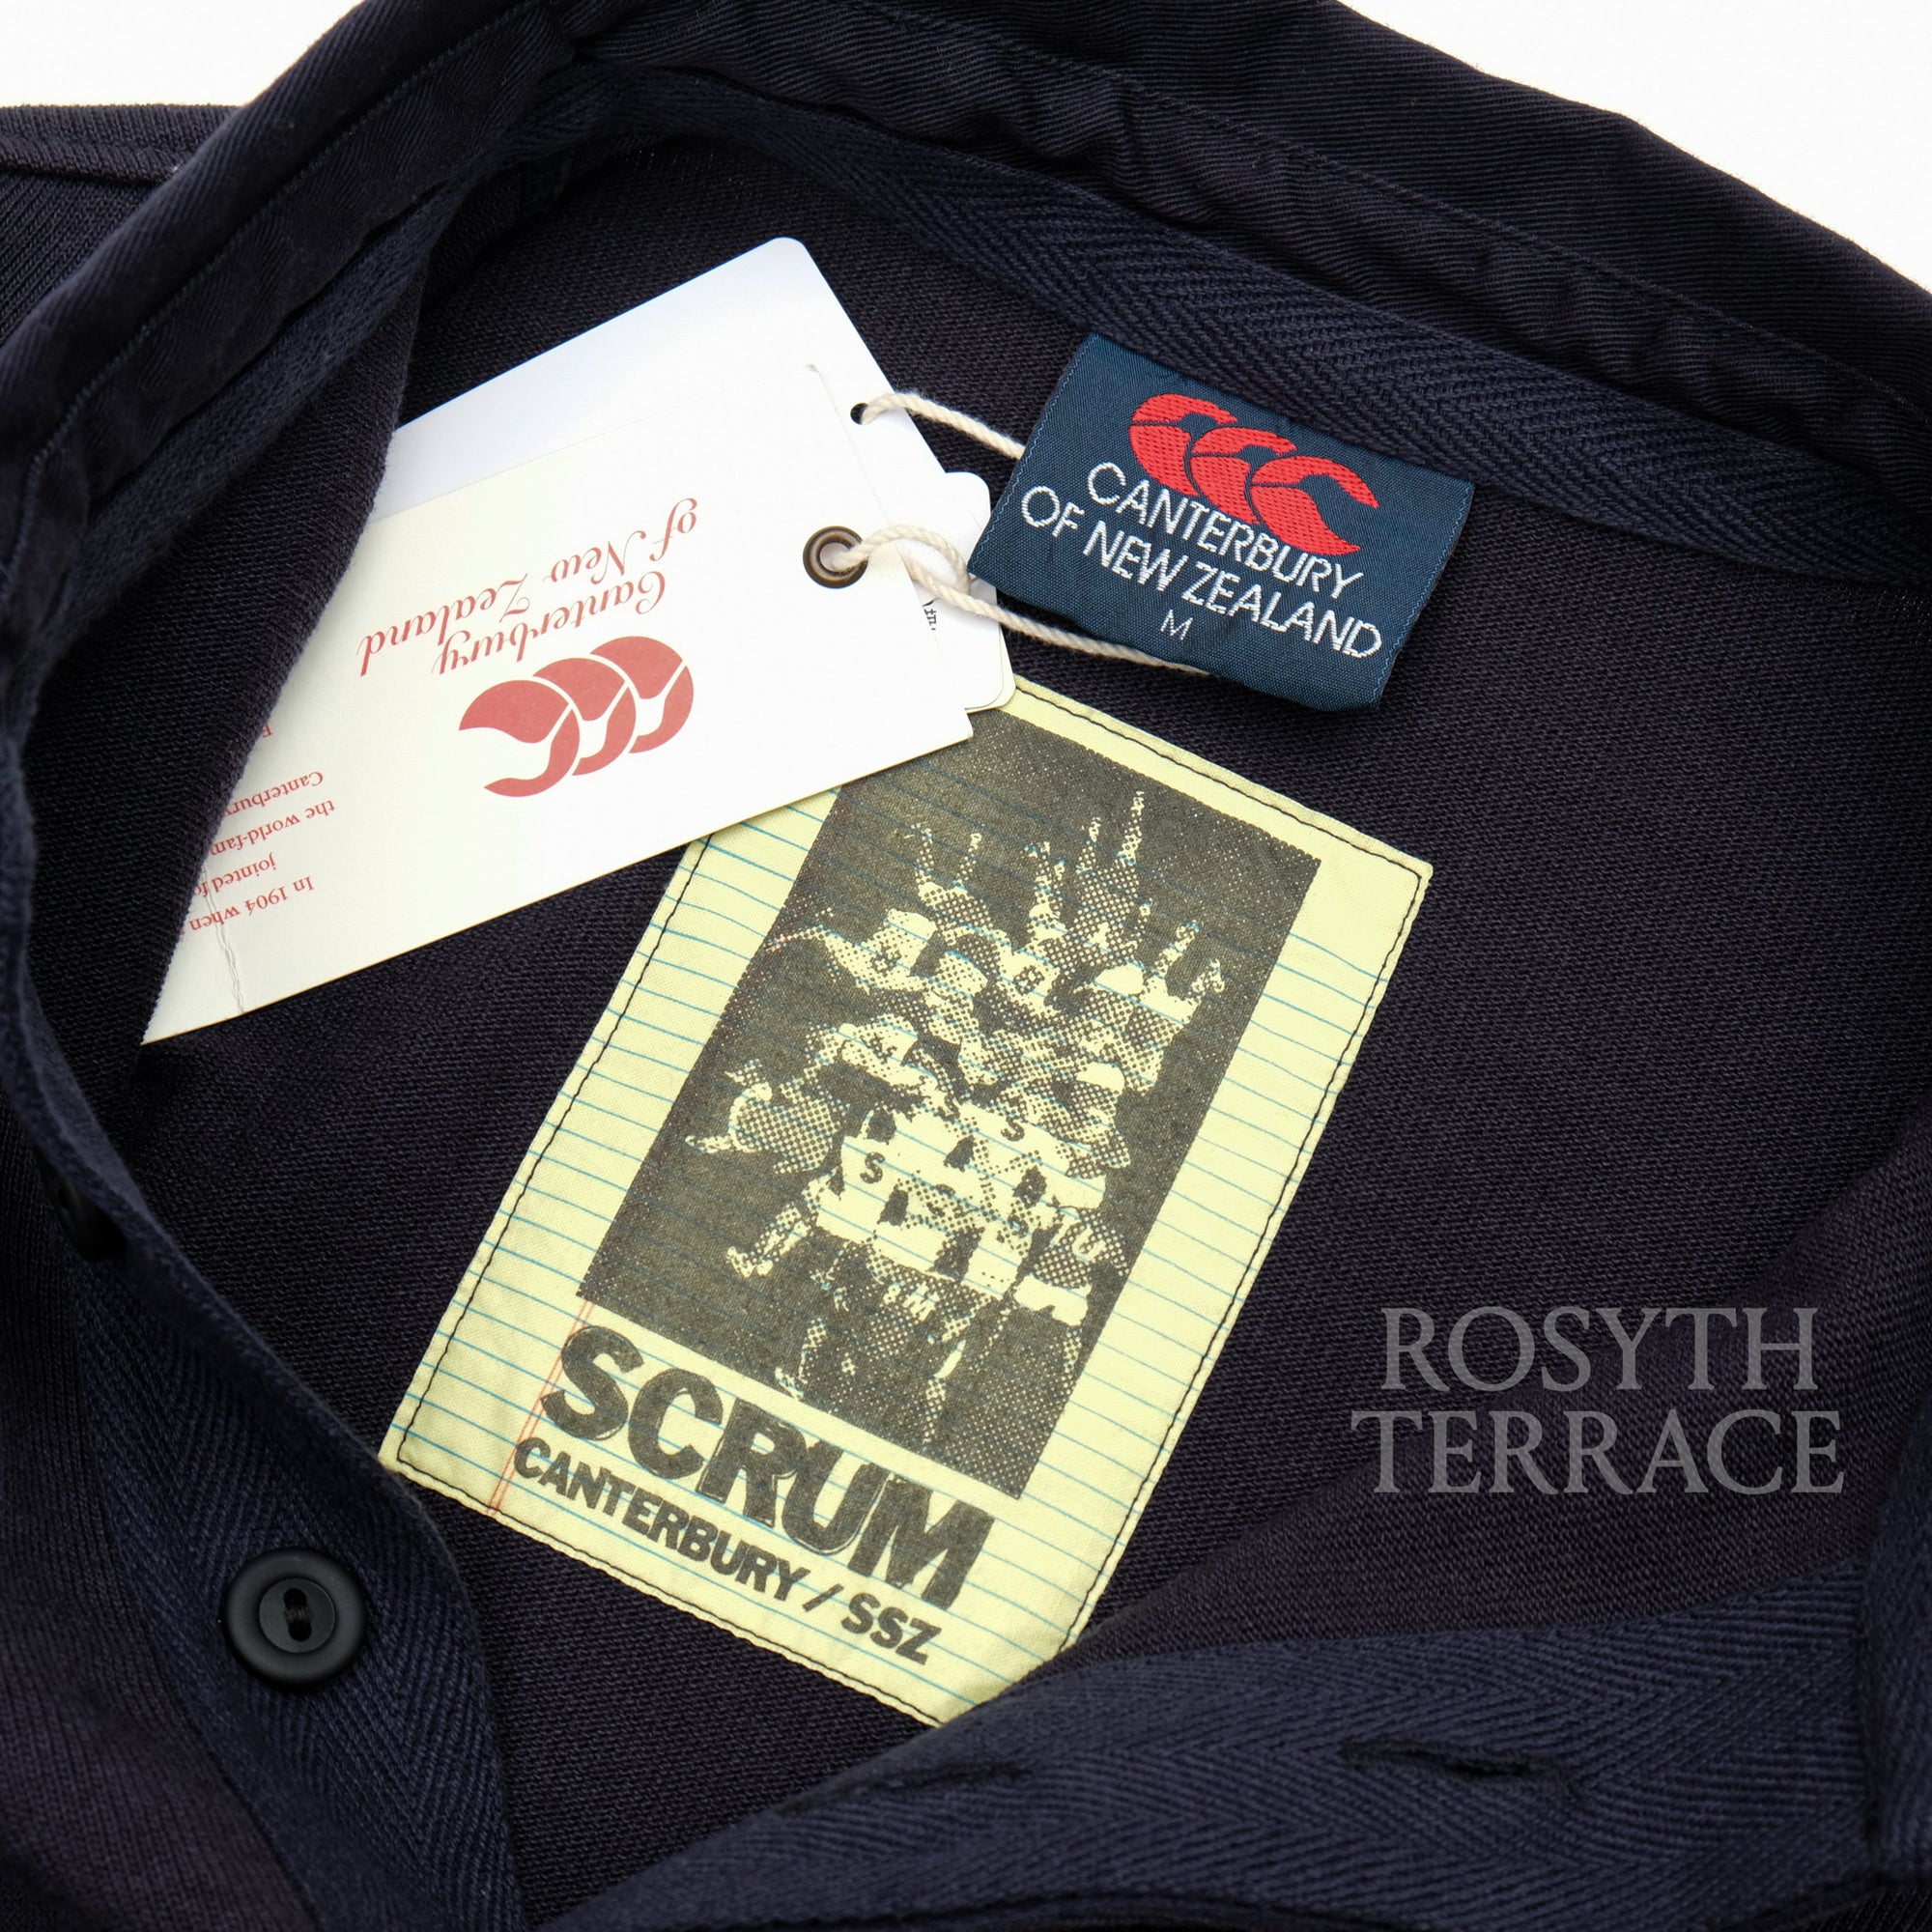 CANTERBURY
OF NEW ZEALAND
M
Canterbury
of New Zealand
In 1904 when
jointed
the world-fam
Canterbury
SCRUM
CANTERBURY / SSZ
ROSYTH
TERRACE